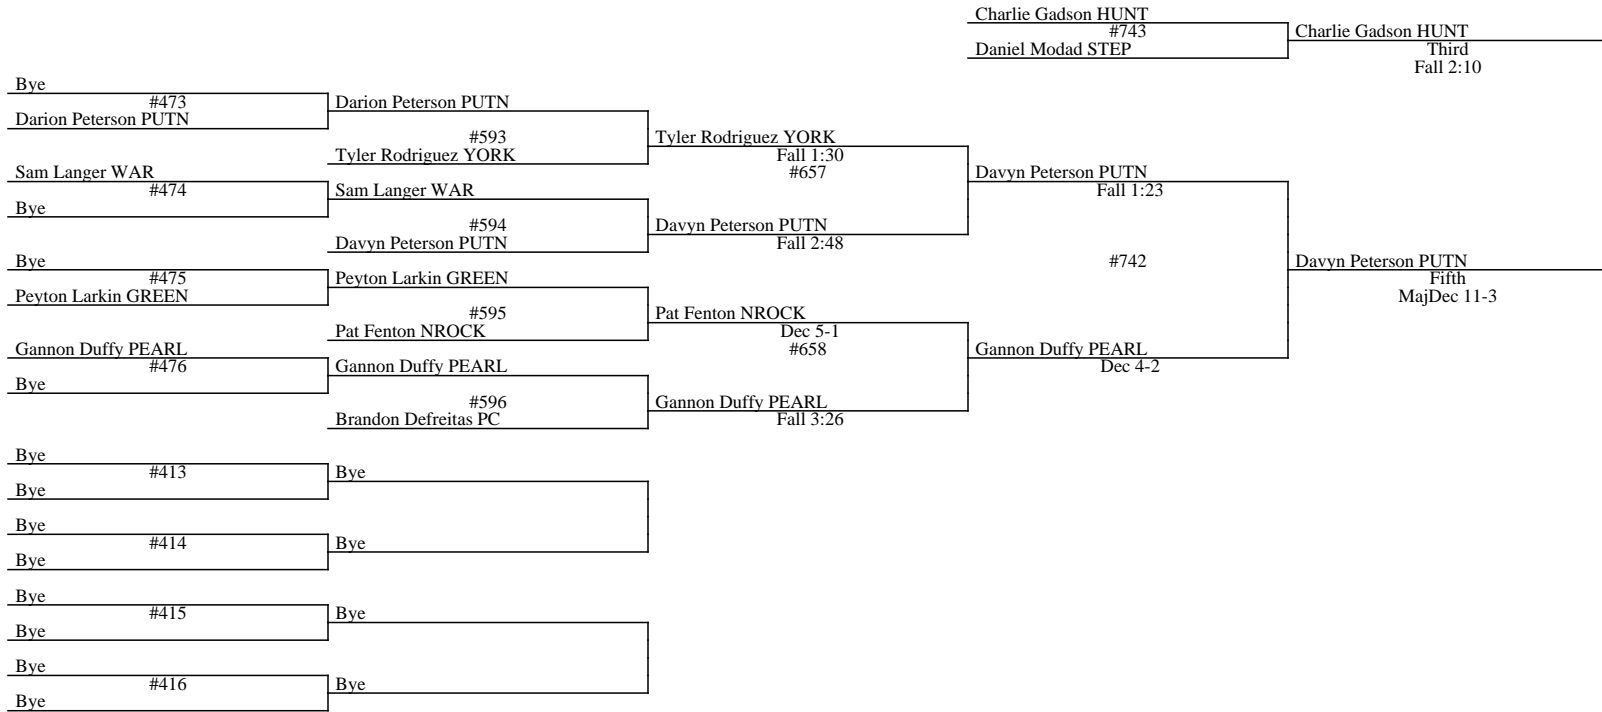 Charlie Gadson HUNT
#743
Daniel Modad STEP
Charlie Gadson HUNT
Third
Fall 2:10
Bye
#473
Darion Peterson PUTN
Darion Peterson PUTN
#593
Tyler Rodriguez YORK
Tyler Rodriguez YORK
Fall 1:30
#657
Sam Langer WAR
#474
Bye
Sam Langer WAR
#594
Davyn Peterson PUTN
Davyn Peterson PUTN
Fall 2:48
Davyn Peterson PUTN
Fall 1:23
#742
Bye
#475
Peyton Larkin GREEN
Peyton Larkin GREEN
#595
Pat Fenton NROCK
Pat Fenton NROCK
Dec 5-1
#658
Gannon Duffy PEARL
#476
Bye
Gannon Duffy PEARL
#596
Brandon Defreitas PC
Gannon Duffy PEARL
Fall 3:26
Gannon Duffy PEARL
Dec 4-2
Davyn Peterson PUTN
Fifth
MajDec 11-3
Bye
#413
Bye
Bye
Bye
#414
Bye
Bye
Bye
#415
Bye
Bye
Bye
#416
Bye
Bye